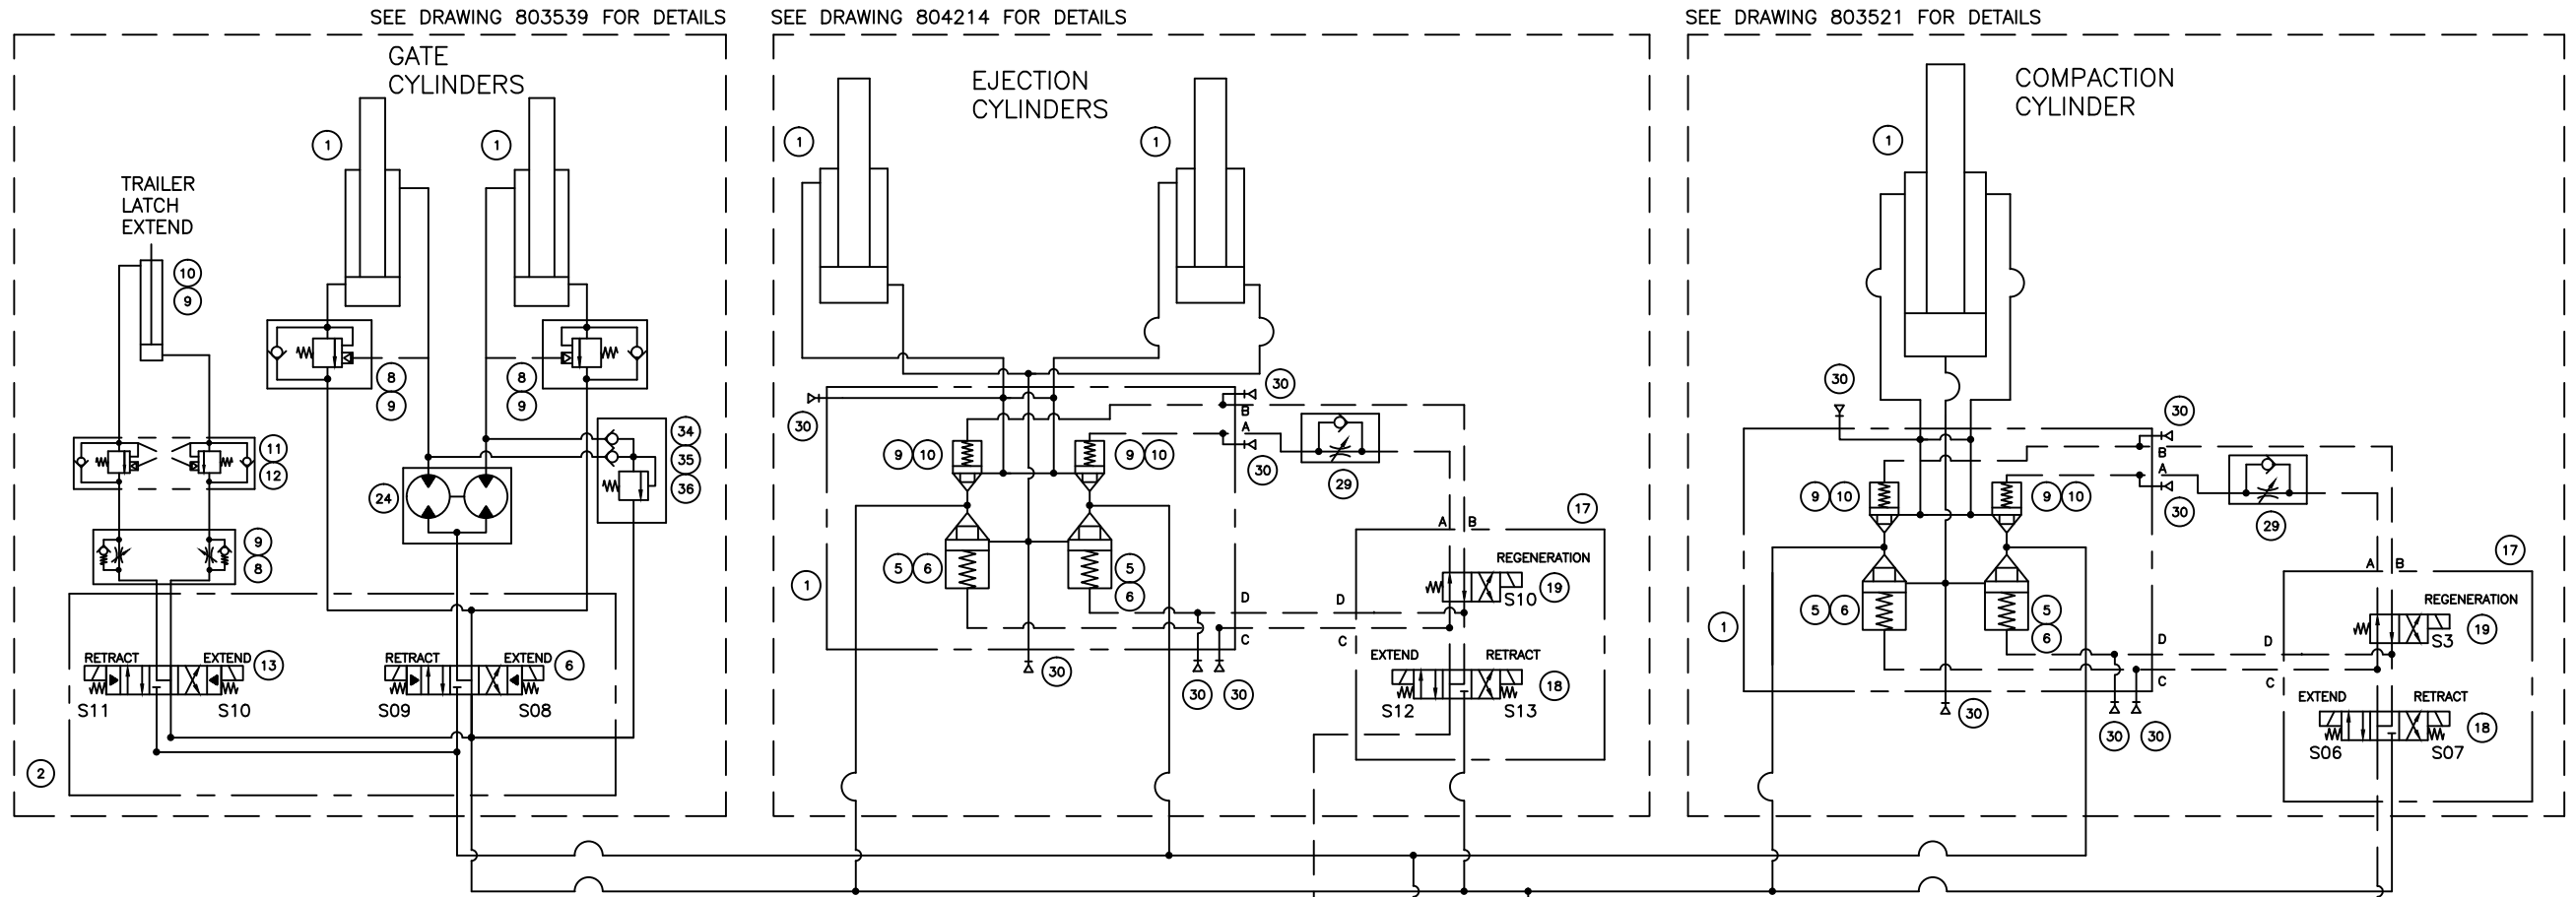 SEE DRAWING 803539 FOR DETAILS
GATE
CYLINDERS
1
1
TRAILER
LATCH
EXTEND
10
9
8
9
8
9
11
12
34
35
36
24
9
8
RETRACT
EXTEND
13
S11
S10
RETRACT
EXTEND
6
S09
S08
2
SEE DRAWING 804214 FOR DETAILS
EJECTION
CYLINDERS
1
1
30
30
B
A
30
9 10
9 10
29
17
A B
REGENERATION
5 6
5
6
1
S10
19
D
D
C
C
30
30
30
EXTEND
RETRACT
18
S12
S13
SEE DRAWING 803521 FOR DETAILS
COMPACTION
CYLINDER
1
30
30
B
A
30
9 10
9 10
29
17
A B
REGENERATION
5 6
5
6
1
S3
19
D
D
C
C
30
30
30
EXTEND
RETRACT
18
S06
S07